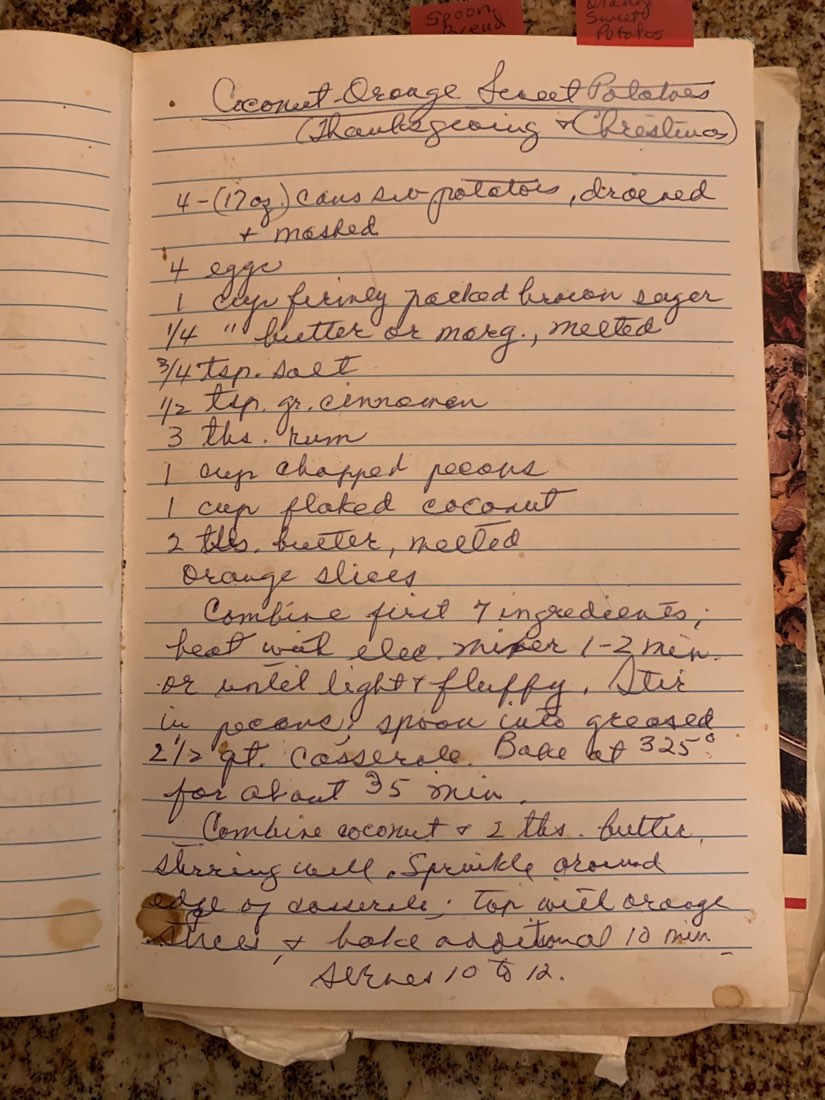 Spoon
Bread
Orange
Sweet
Potatos
Coconut-Orange Sweet Potatoes
(Thanksgiving & Christmas)
4-(17oz.) cans sw potatoes, drained
+ mashed
4 eggs
1 cup firmly packed brown sugar
1/4 " butter or marg., melted
3/4 tsp. salt
1/2 tsp. gr. cinnamon
3 tbs. rum
1 cup chopped pecans
1 cup flaked coconut
2 tbs. butter, melted
Orange slices
Combine first 7 ingredients;
beat with elec. mixer 1-2 min.
or until light & fluffy. Stir
in pecans; spoon into greased
2 1/2 qt. casserole. Bake at 325°
for about 35 min.
Combine coconut & 2 tbs. butter,
stirring well. Sprinkle around
edge of casserole; top with orange
slices, & bake additional 10 min.
Serves 10 to 12.